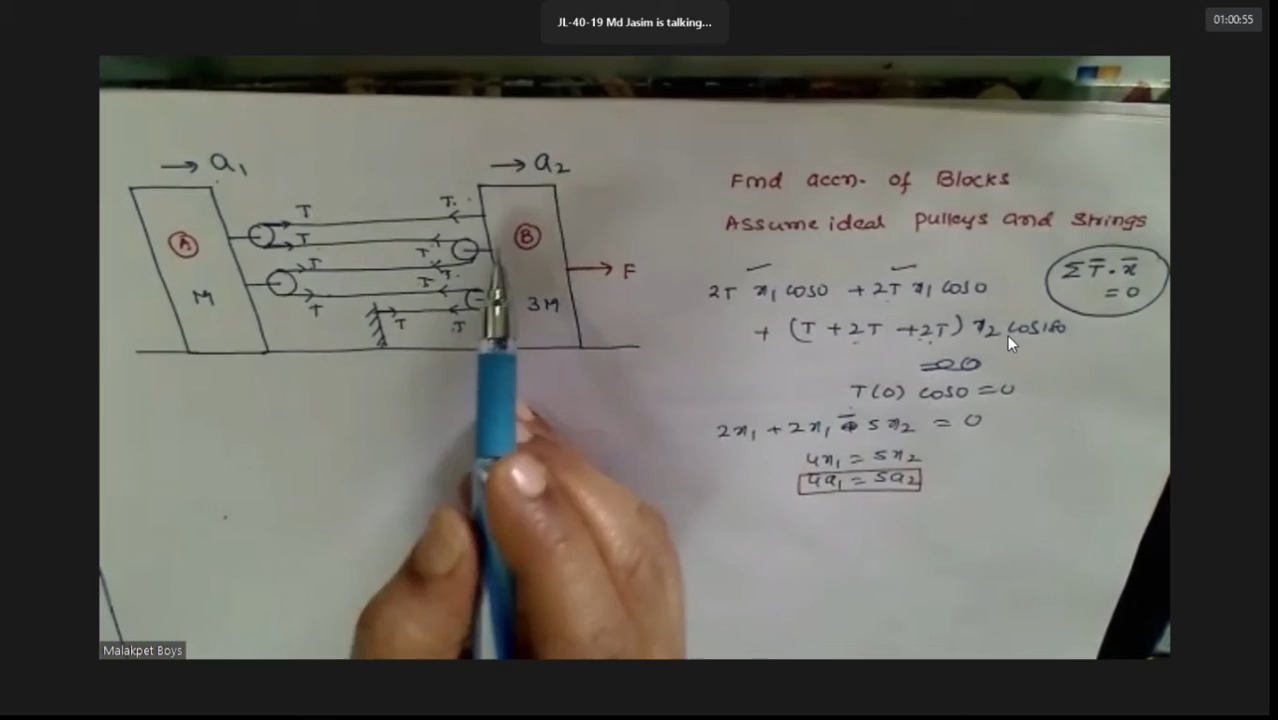 JL-40-19 Md Jasim is talking...
01:00:55
a1
a2
T
T
T
T
T
T
T
T
T
T
A
B
M
3M
F
Find accn. of Blocks
Assume ideal pulleys and Strings
2T x1 cos0 + 2T x1 cos0
+ (T + 2T + 2T) x2 cos180
=0
T(0) cos0 = 0
2x1 + 2x1 - 5x2 = 0
4x1 = 5x2
4a1 = 5a2
Σ T̄ · x̄
= 0
Malakpet Boys